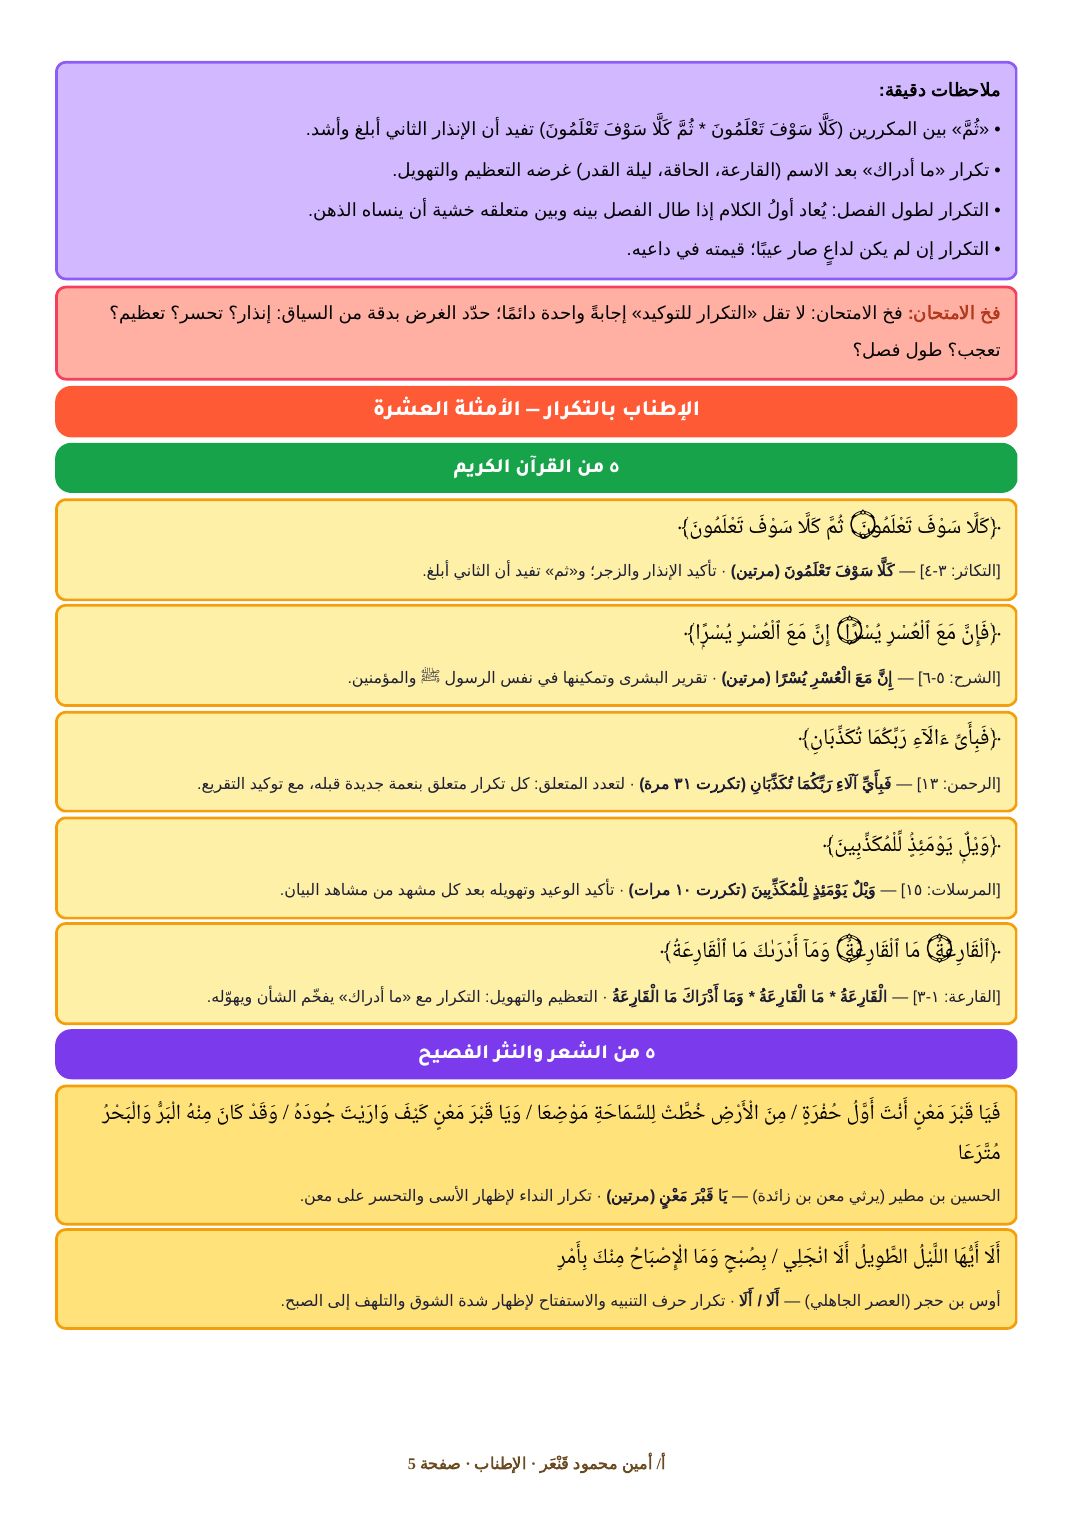 ملاحظات دقيقة:
• «ثُمَّ» بين المكررين (كَلَّا سَوْفَ تَعْلَمُونَ * ثُمَّ كَلَّا سَوْفَ تَعْلَمُونَ) تفيد أن الإنذار الثاني أبلغ وأشد.
• تكرار «ما أدراك» بعد الاسم (القارعة، الحاقة، ليلة القدر) غرضه التعظيم والتهويل.
• التكرار لطول الفصل: يُعاد أولُ الكلام إذا طال الفصل بينه وبين متعلقه خشية أن ينساه الذهن.
• التكرار إن لم يكن لداعٍ صار عيبًا؛ قيمته في داعيه.
فخ الامتحان: فخ الامتحان: لا تقل «التكرار للتوكيد» إجابةً واحدة دائمًا؛ حدّد الغرض بدقة من السياق: إنذار؟ تحسر؟ تعظيم؟
تعجب؟ طول فصل؟
الإطناب بالتكرار – الأمثلة العشرة
٥ من القرآن الكريم
﴿كَلَّا سَوْفَ تَعْلَمُونَ ۝ ثُمَّ كَلَّا سَوْفَ تَعْلَمُونَ﴾
[التكاثر: ٣-٤] — كَلَّا سَوْفَ تَعْلَمُونَ (مرتين) · تأكيد الإنذار والزجر؛ و«ثم» تفيد أن الثاني أبلغ.
﴿فَإِنَّ مَعَ ٱلْعُسْرِ يُسْرًا ۝ إِنَّ مَعَ ٱلْعُسْرِ يُسْرًۭا﴾
[الشرح: ٥-٦] — إِنَّ مَعَ الْعُسْرِ يُسْرًا (مرتين) · تقرير البشرى وتمكينها في نفس الرسول ﷺ والمؤمنين.
﴿فَبِأَىِّ ءَالَآءِ رَبِّكُمَا تُكَذِّبَانِ﴾
[الرحمن: ١٣] — فَبِأَيِّ آلَاءِ رَبِّكُمَا تُكَذِّبَانِ (تكررت ٣١ مرة) · لتعدد المتعلق: كل تكرار متعلق بنعمة جديدة قبله، مع توكيد التقريع.
﴿وَيْلٌۭ يَوْمَئِذٍۢ لِّلْمُكَذِّبِينَ﴾
[المرسلات: ١٥] — وَيْلٌ يَوْمَئِذٍ لِلْمُكَذِّبِينَ (تكررت ١٠ مرات) · تأكيد الوعيد وتهويله بعد كل مشهد من مشاهد البيان.
﴿ٱلْقَارِعَةُ ۝ مَا ٱلْقَارِعَةُ ۝ وَمَآ أَدْرَىٰكَ مَا ٱلْقَارِعَةُ﴾
[القارعة: ١-٣] — الْقَارِعَةُ * مَا الْقَارِعَةُ * وَمَا أَدْرَاكَ مَا الْقَارِعَةُ · التعظيم والتهويل: التكرار مع «ما أدراك» يفخّم الشأن ويهوّله.
٥ من الشعر والنثر الفصيح
فَيَا قَبْرَ مَعْنٍ أَنْتَ أَوَّلُ حُفْرَةٍ / مِنَ الْأَرْضِ خُطَّتْ لِلسَّمَاحَةِ مَوْضِعَا / وَيَا قَبْرَ مَعْنٍ كَيْفَ وَارَيْتَ جُودَهُ / وَقَدْ كَانَ مِنْهُ الْبَرُّ وَالْبَحْرُ
مُتَّرَعَا
الحسين بن مطير (يرثي معن بن زائدة) — يَا قَبْرَ مَعْنٍ (مرتين) · تكرار النداء لإظهار الأسى والتحسر على معن.
أَلَا أَيُّهَا اللَّيْلُ الطَّوِيلُ أَلَا انْجَلِي / بِصُبْحٍ وَمَا الْإِصْبَاحُ مِنْكَ بِأَمْرِ
أوس بن حجر (العصر الجاهلي) — أَلَا / أَلَا · تكرار حرف التنبيه والاستفتاح لإظهار شدة الشوق والتلهف إلى الصبح.
أ/ أمين محمود قَنْعَر · الإطناب · صفحة 5